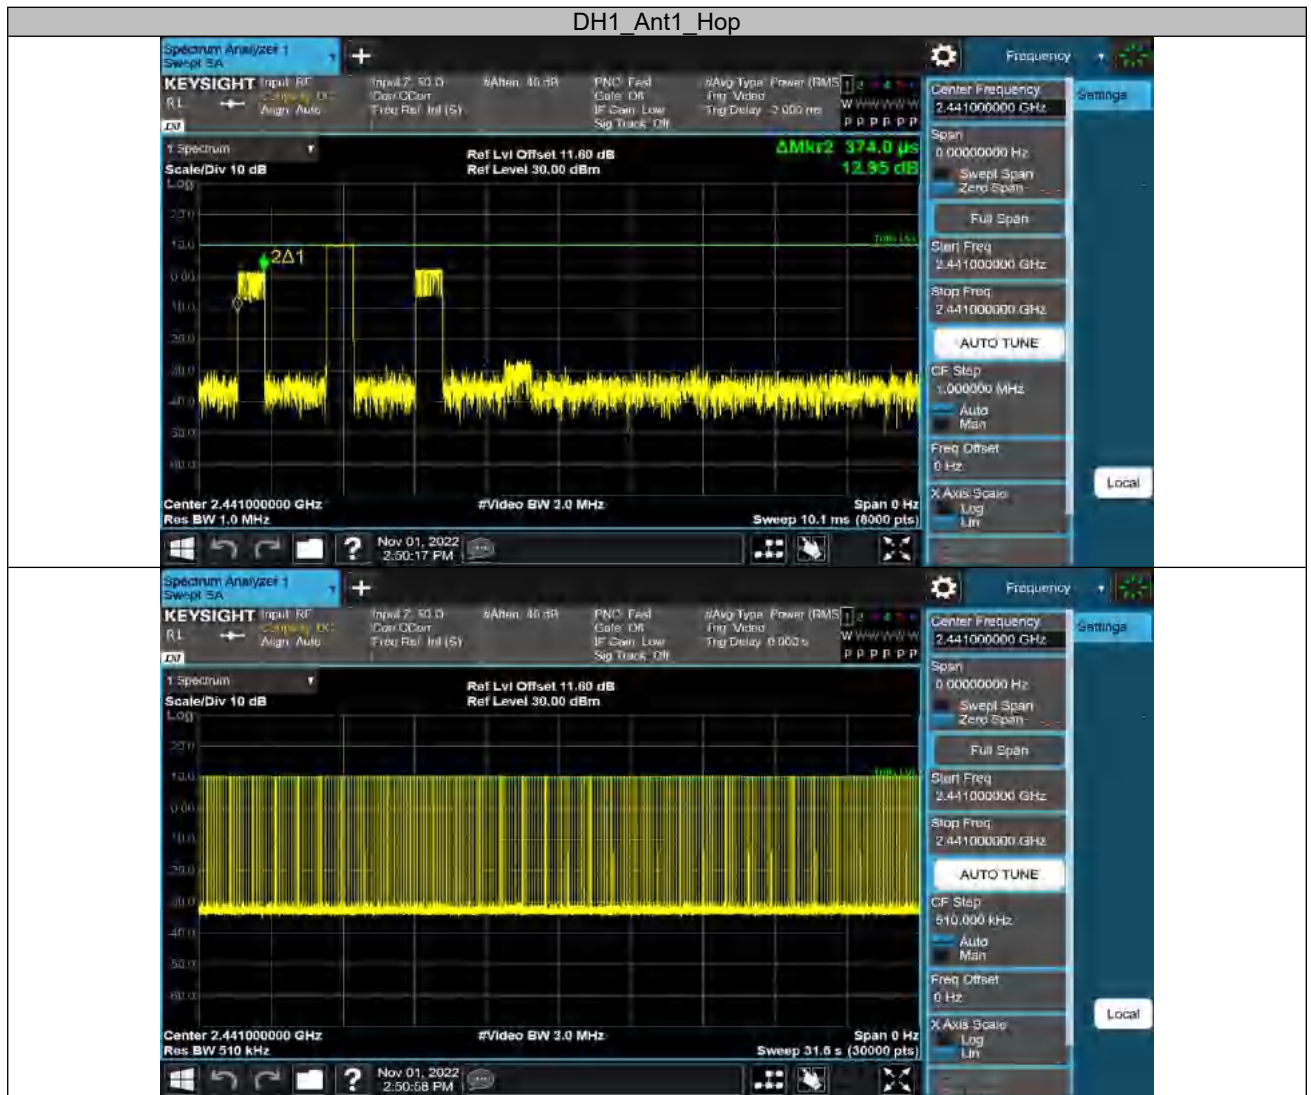 DH1_Ant1_Hop
Spectrum Analyzer 1
Swept SA
Frequency
KEYSIGHT
Input: RF
Align: Auto
Input Z: 50 Ω
Corr CCorr
Freq Ref: Int (S)
#Atten: 40 dB
PNO: Fast
Gate: Off
IF Gain: Low
Sig Track: Off
#Avg Type: Power (RMS
Trig: Video
Trig Delay: -2.000 ms
W W W W W W
P P P P P P
Center Frequency
2.441000000 GHz
Settings
1 Spectrum
Scale/Div 10 dB
Ref Lvl Offset 11.60 dB
Ref Level 30.00 dBm
ΔMkr2 374.0 µs
12.95 dB
Span
0.00000000 Hz
Swept Span
Zero Span
Full Span
Start Freq
2.441000000 GHz
Stop Freq
2.441000000 GHz
AUTO TUNE
CF Step
1.000000 MHz
Auto
Man
Freq Offset
0 Hz
X Axis Scale
Log
Lin
Local
Log
2Δ1
Center 2.441000000 GHz
Res BW 1.0 MHz
#Video BW 3.0 MHz
Span 0 Hz
Sweep 10.1 ms (8000 pts)
?
Nov 01, 2022
2:50:17 PM
Spectrum Analyzer 1
Swept SA
Frequency
KEYSIGHT
Input: RF
Align: Auto
Input Z: 50 Ω
Corr CCorr
Freq Ref: Int (S)
#Atten: 40 dB
PNO: Fast
Gate: Off
IF Gain: Low
Sig Track: Off
#Avg Type: Power (RMS
Trig: Video
Trig Delay: 0.000 s
W W W W W W
P P P P P P
Center Frequency
2.441000000 GHz
Settings
1 Spectrum
Scale/Div 10 dB
Ref Lvl Offset 11.60 dB
Ref Level 30.00 dBm
Span
0.00000000 Hz
Swept Span
Zero Span
Full Span
Start Freq
2.441000000 GHz
Stop Freq
2.441000000 GHz
AUTO TUNE
CF Step
510.000 kHz
Auto
Man
Freq Offset
0 Hz
X Axis Scale
Log
Lin
Local
Log
Center 2.441000000 GHz
Res BW 510 kHz
#Video BW 3.0 MHz
Span 0 Hz
Sweep 31.6 s (30000 pts)
?
Nov 01, 2022
2:50:58 PM